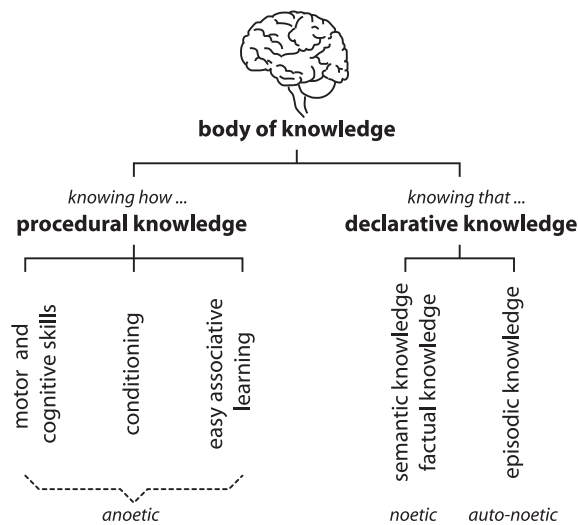 body of knowledge
knowing how ...
procedural knowledge
knowing that ...
declarative knowledge
motor and
cognitive skills
conditioning
easy associative
learning
semantic knowledge
factual knowledge
episodic knowledge
anoetic
noetic
auto-noetic